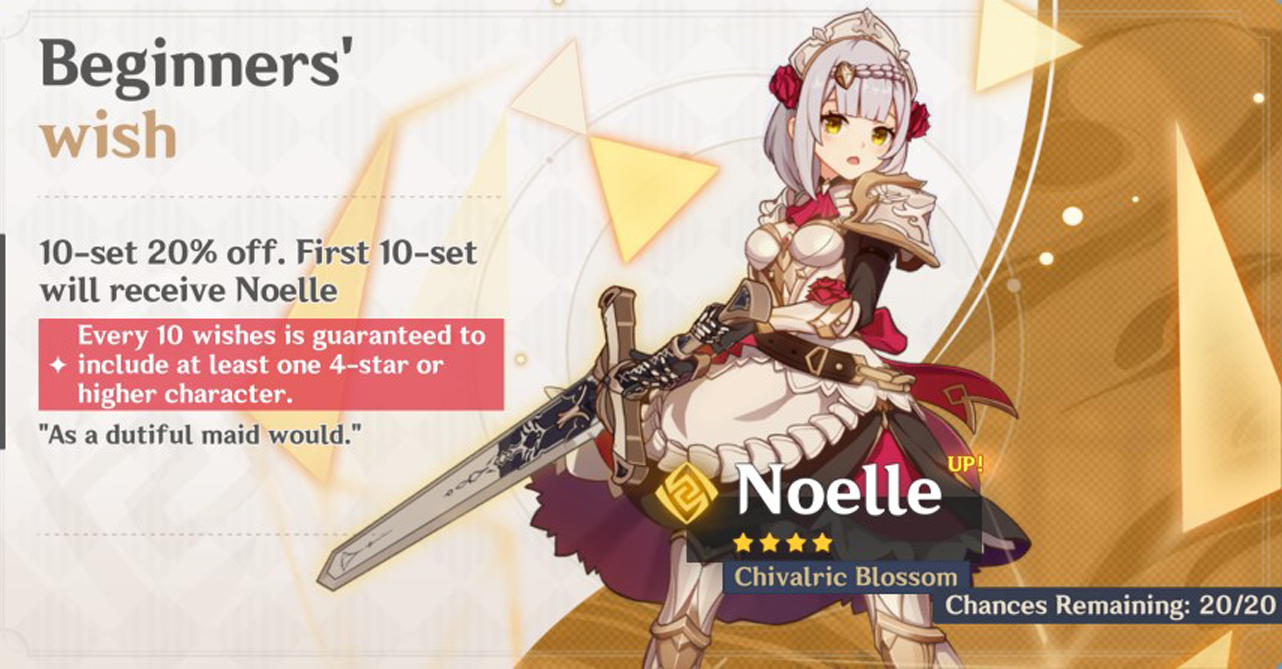 Beginners'
wish
10-set 20% off. First 10-set
will receive Noelle
Every 10 wishes is guaranteed to
include at least one 4-star or
higher character.
"As a dutiful maid would."
UP!
Noelle
Chivalric Blossom
Chances Remaining: 20/20